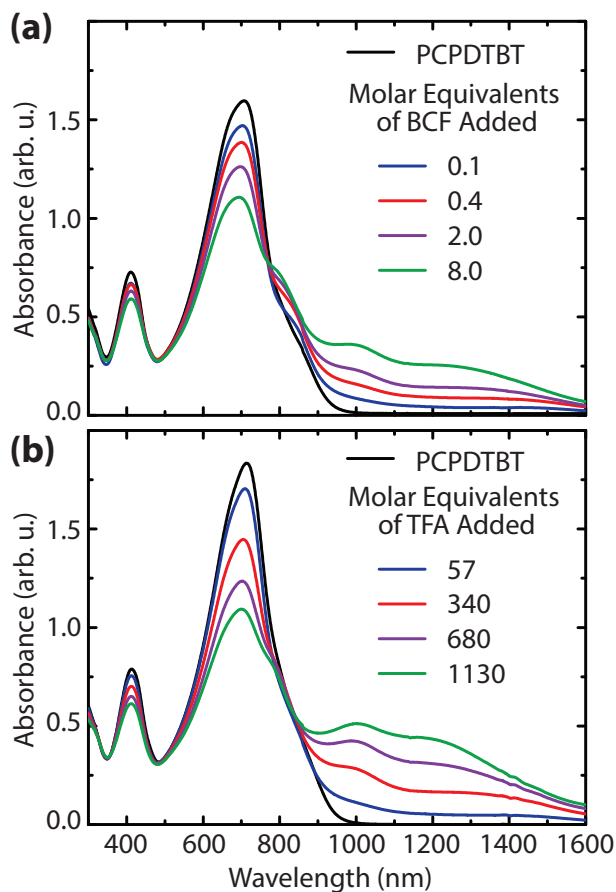 (a)
PCPDTBT
Molar Equivalents
of BCF Added
0.1
0.4
2.0
8.0
Absorbance (arb. u.)
1.5
1.0
0.5
0.0
(b)
PCPDTBT
Molar Equivalents
of TFA Added
57
340
680
1130
Absorbance (arb. u.)
1.5
1.0
0.5
0.0
400 600 800 1000 1200 1400 1600
Wavelength (nm)